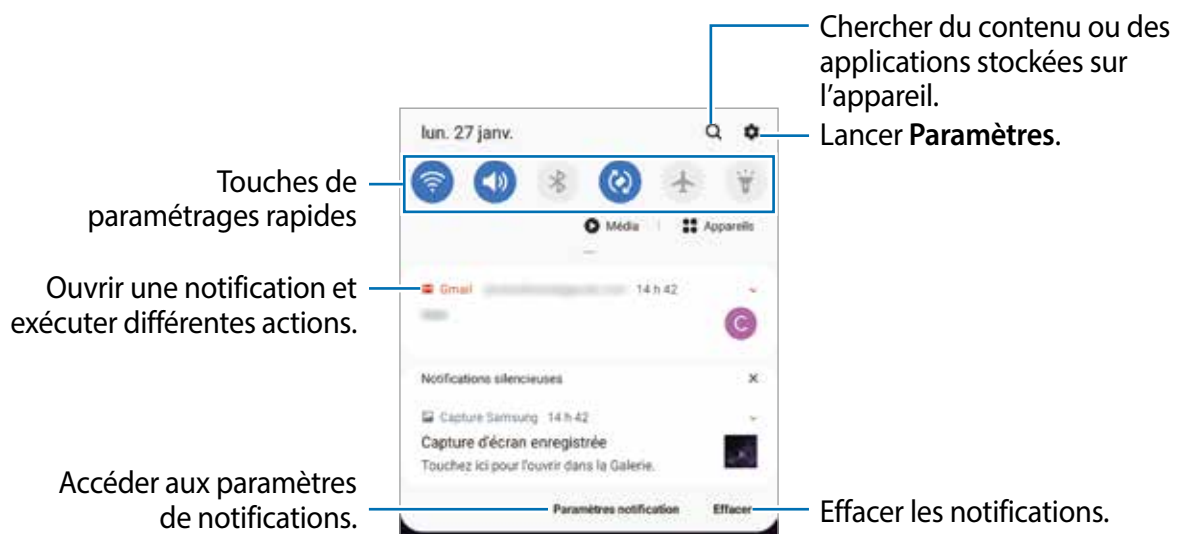 Chercher du contenu ou des
applications stockées sur
l'appareil.
lun. 27 janv.
Lancer Paramètres.
Touches de
paramétrages rapides
Média
Appareils
Ouvrir une notification et
exécuter différentes actions.
Gmail 14 h 42
C
Notifications silencieuses
Capture Samsung 14 h 42
Capture d'écran enregistrée
Touchez ici pour l'ouvrir dans la Galerie.
Accéder aux paramètres
de notifications.
Paramètres notification
Effacer
Effacer les notifications.